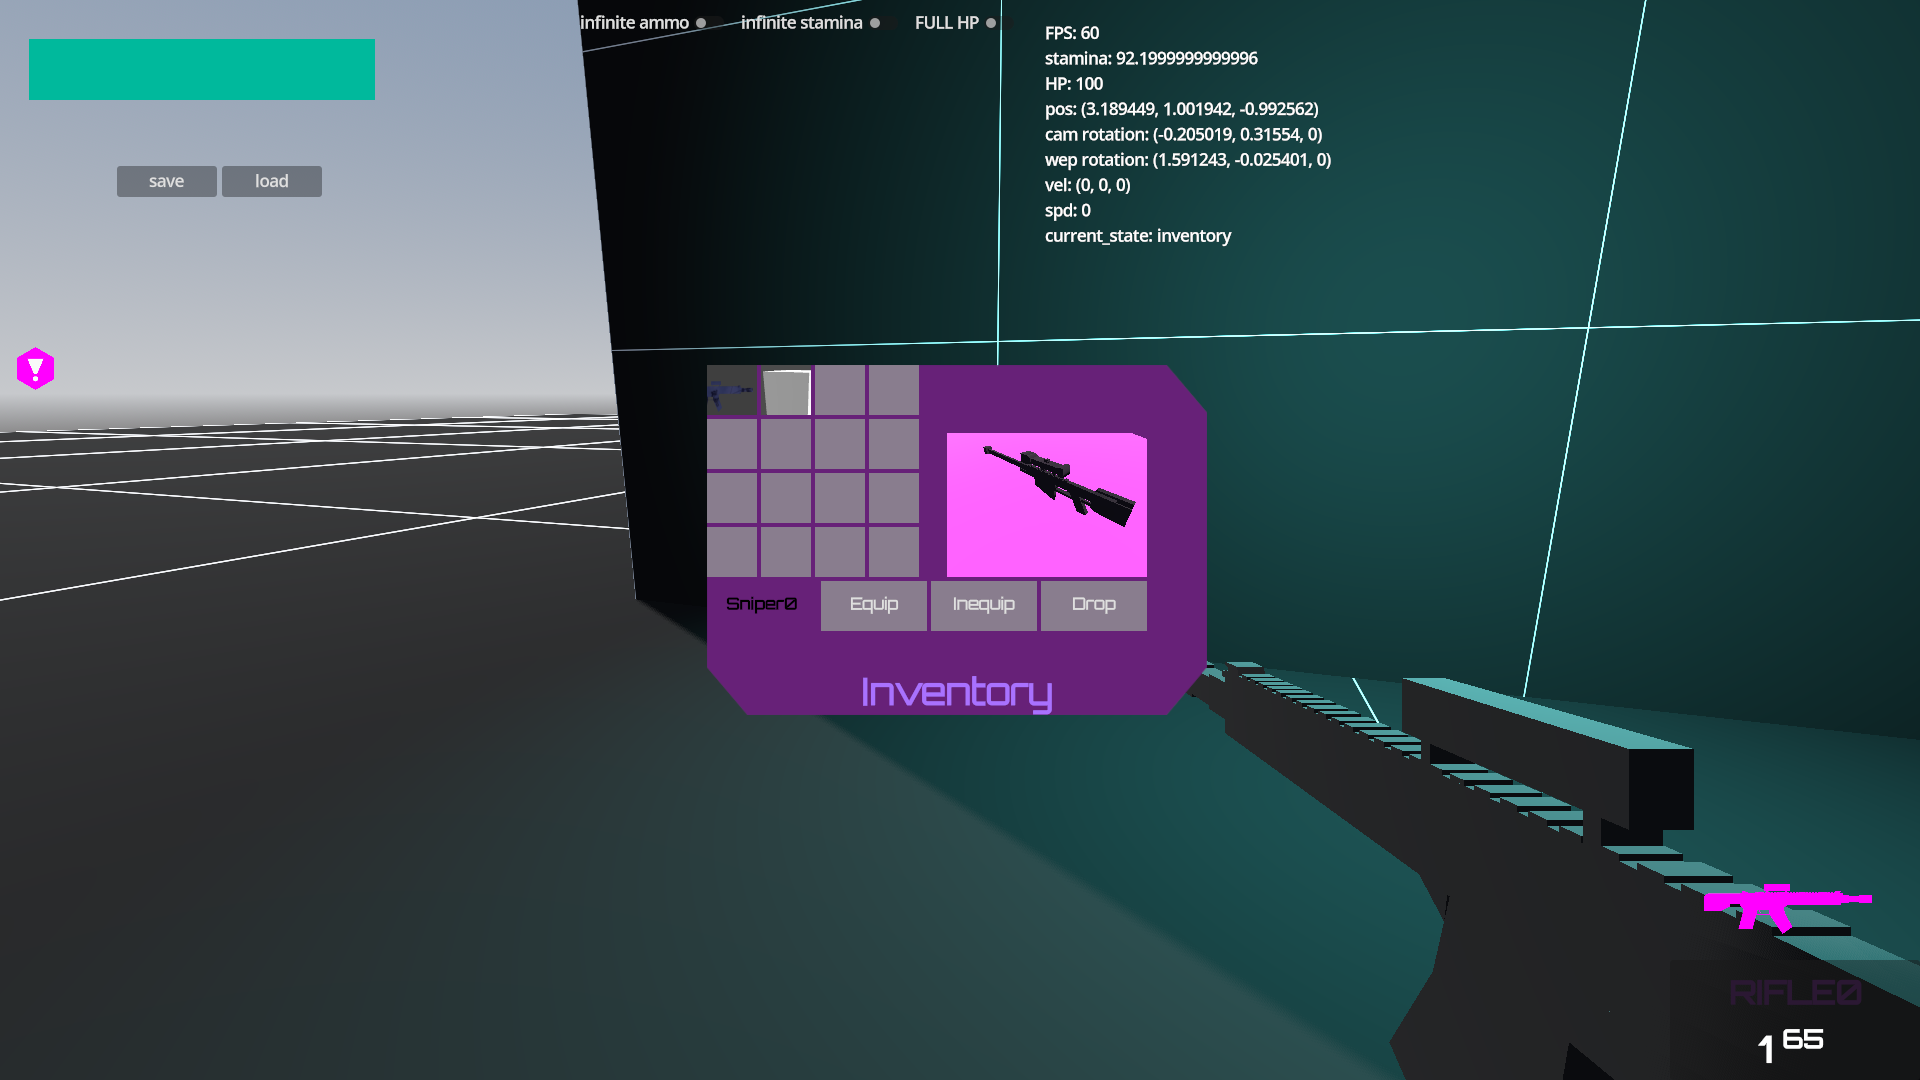 infinite ammo infinite stamina FULL HP
FPS: 60
stamina: 92.1999999999996
HP: 100
pos: (3.189449, 1.001942, -0.992562)
cam rotation: (-0.205019, 0.31554, 0)
wep rotation: (1.591243, -0.025401, 0)
vel: (0, 0, 0)
spd: 0
current_state: inventory
save load
Sniper0 Equip Inequip Drop
Inventory
RIFLE0
1 65